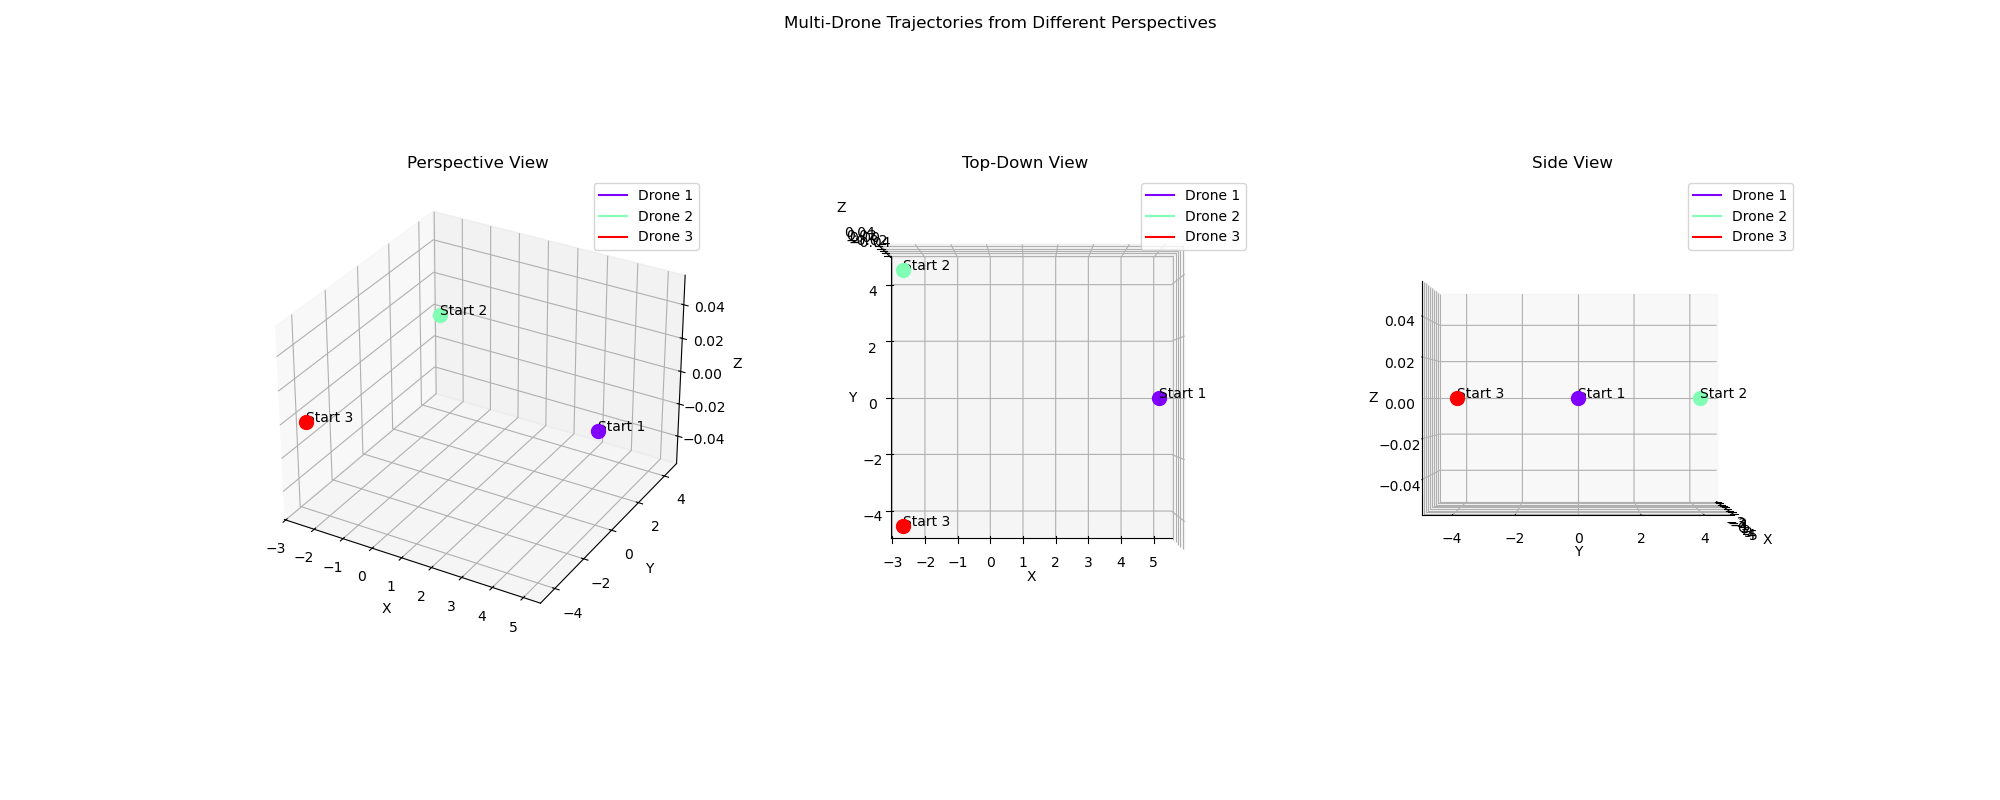 Multi-Drone Trajectories from Different Perspectives
Perspective View
Drone 1
Drone 2
Drone 3
Start 1
Start 2
Start 3
0.04
0.02
0.00
−0.02
−0.04
Z
−3 −2 −1 0 1 2 3 4 5
X
−4 −2 0 2 4
Y
Top-Down View
Drone 1
Drone 2
Drone 3
Z
0.04
−0.04
Start 2
Start 1
Start 3
4
2
0
−2
−4
Y
−3 −2 −1 0 1 2 3 4 5
X
Side View
Drone 1
Drone 2
Drone 3
0.04
0.02
0.00
−0.02
−0.04
Z
Start 3 Start 1 Start 2
−4 −2 0 2 4
Y
X